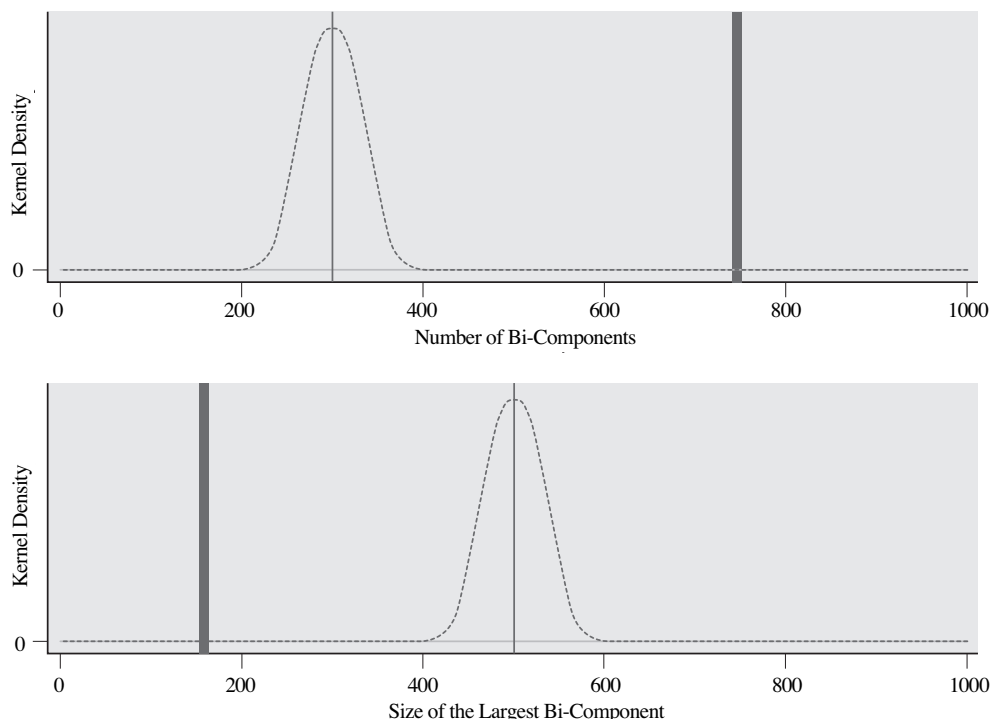 Kernel Density
0
0 200 400 600 800 1000
Number of Bi-Components
Kernel Density
0
0 200 400 600 800 1000
Size of the Largest Bi-Component